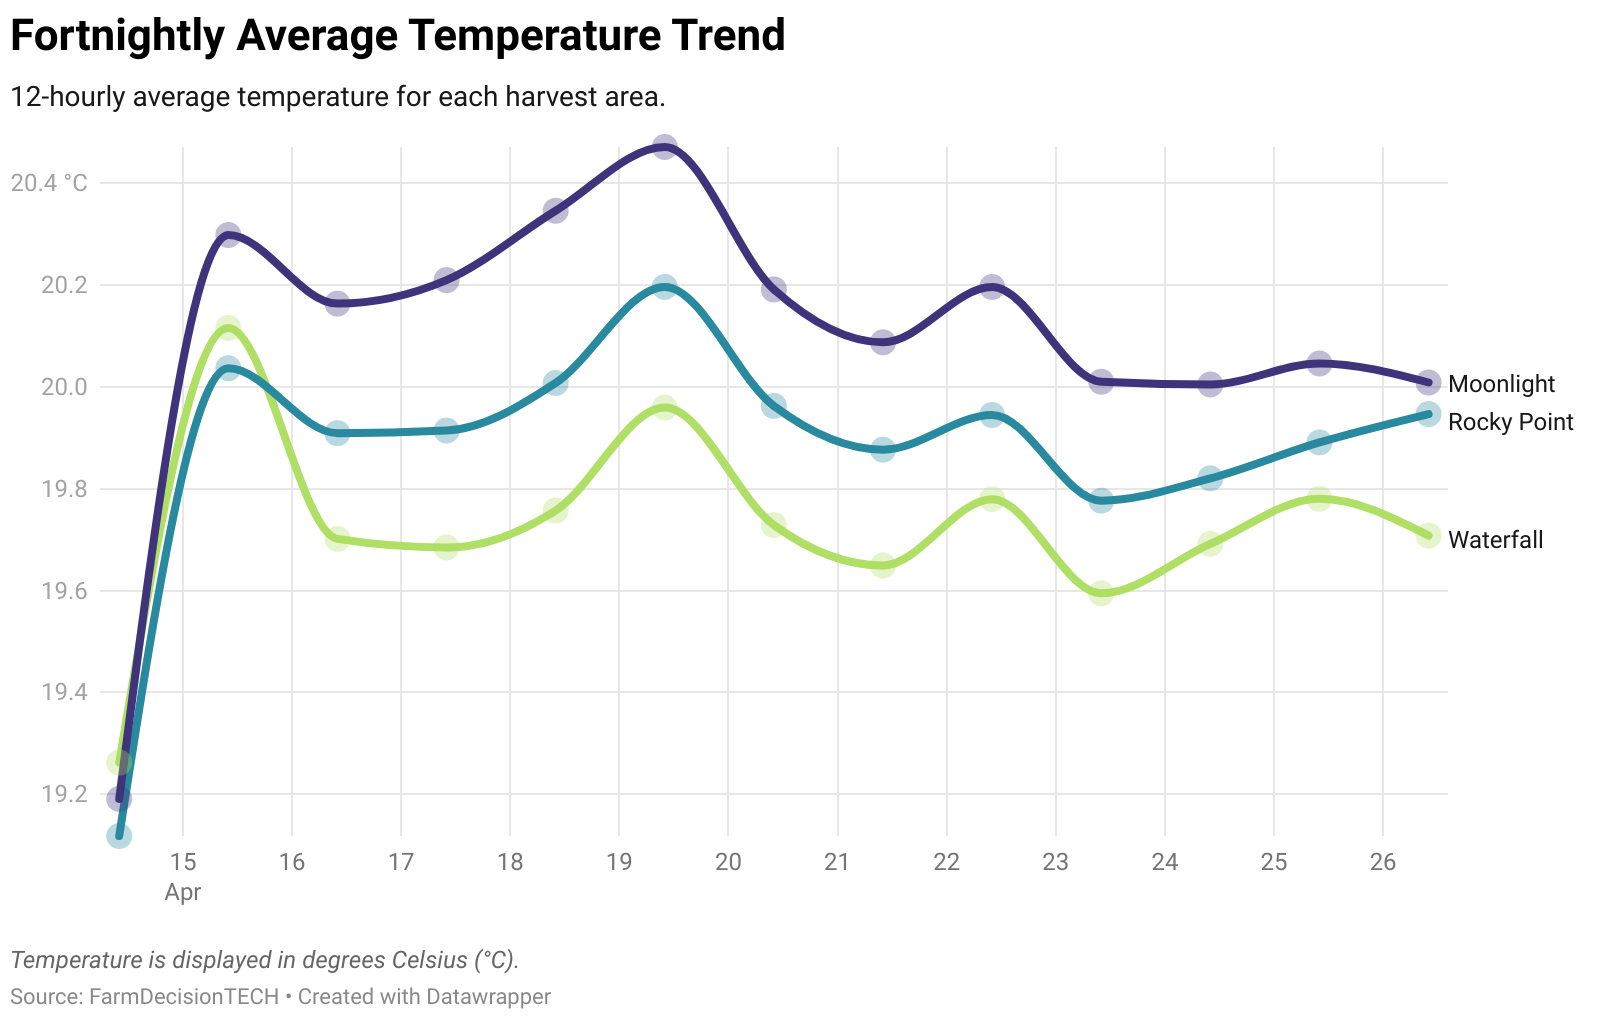 Fortnightly Average Temperature Trend
12-hourly average temperature for each harvest area.
20.4 °C
20.2
20.0
19.8
19.6
19.4
19.2
Moonlight
Rocky Point
Waterfall
15 16 17 18 19 20 21 22 23 24 25 26
Apr
Temperature is displayed in degrees Celsius (°C).
Source: FarmDecisionTECH • Created with Datawrapper